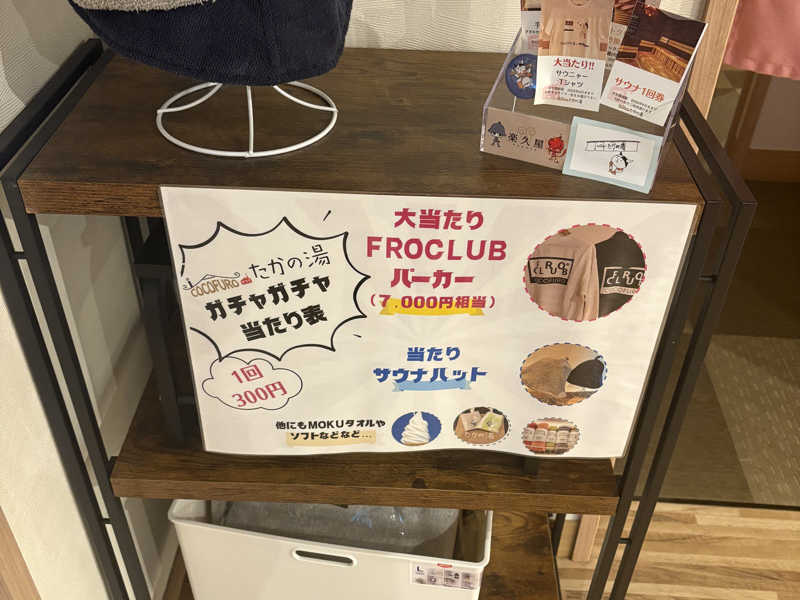 大当たり!!
サウニャー
Tシャツ
サウナ1回券
楽久屋
COCOFURO たかの湯
ガチャガチャ
当たり表
1回
300円
大当たり
FROCLUB
パーカー
(7,000円相当)
当たり
サウナハット
他にもMOKUタオルや
ソフトなどなど...
L